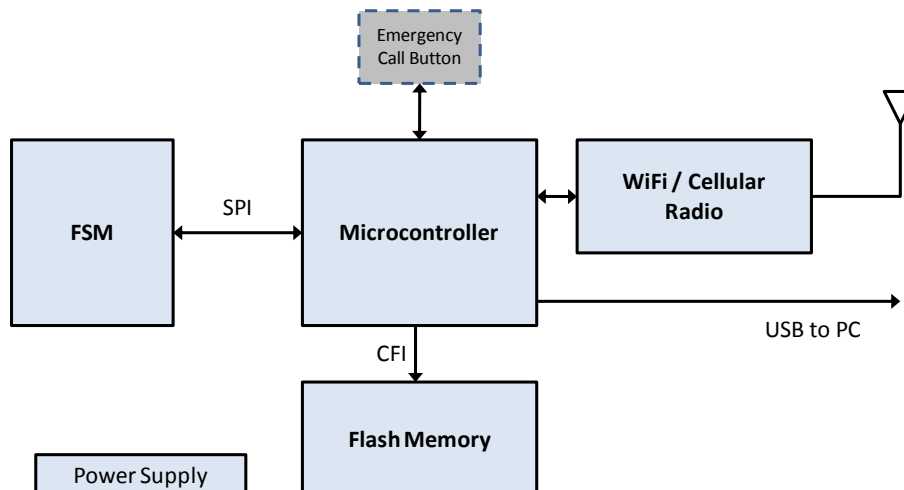 Emergency
Call Button
WiFi / Cellular
Radio
SPI
FSM
Microcontroller
USB to PC
CFI
Flash Memory
Power Supply